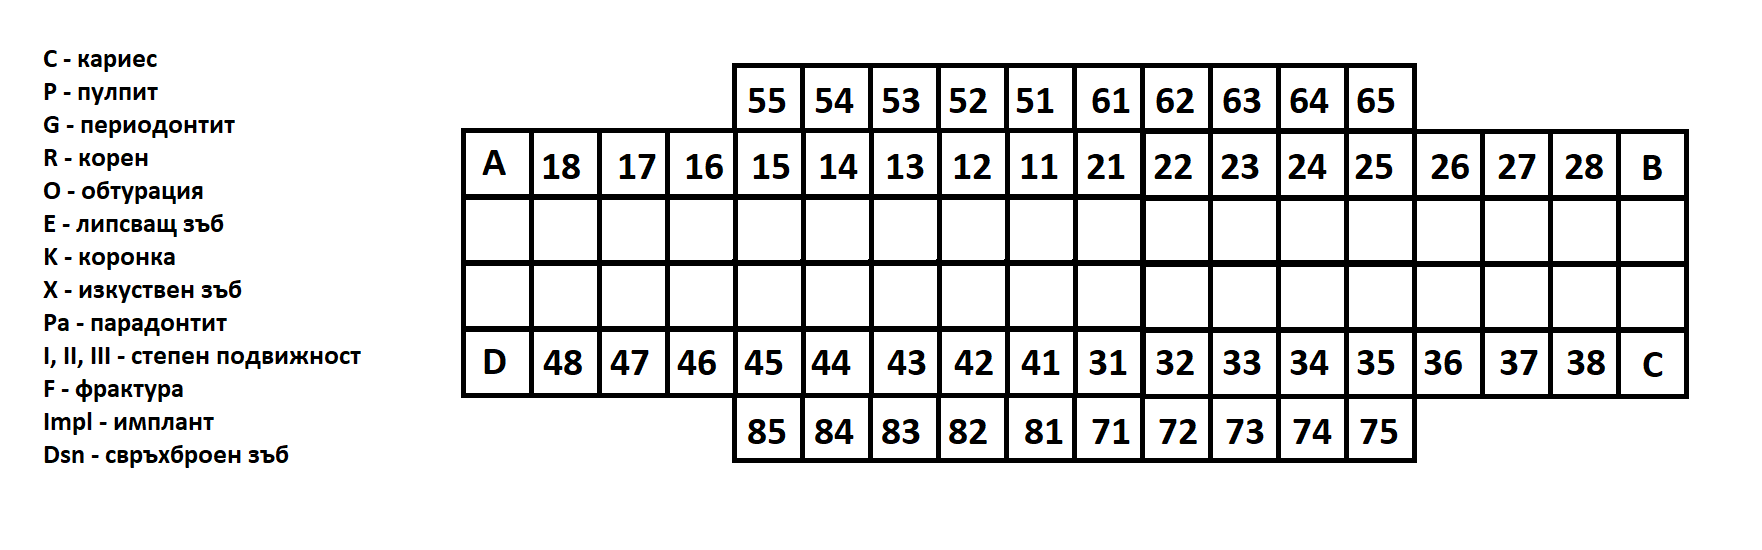 C - кариес
P - пулпит
G - периодонтит
R - корен
O - обтурация
E - липсващ зъб
K - коронка
X - изкуствен зъб
Pa - парадонтит
I, II, III - степен подвижност
F - фрактура
Impl - имплант
Dsn - свръхброен зъб
55 54 53 52 51 61 62 63 64 65
A 18 17 16 15 14 13 12 11 21 22 23 24 25 26 27 28 B
D 48 47 46 45 44 43 42 41 31 32 33 34 35 36 37 38 C
85 84 83 82 81 71 72 73 74 75